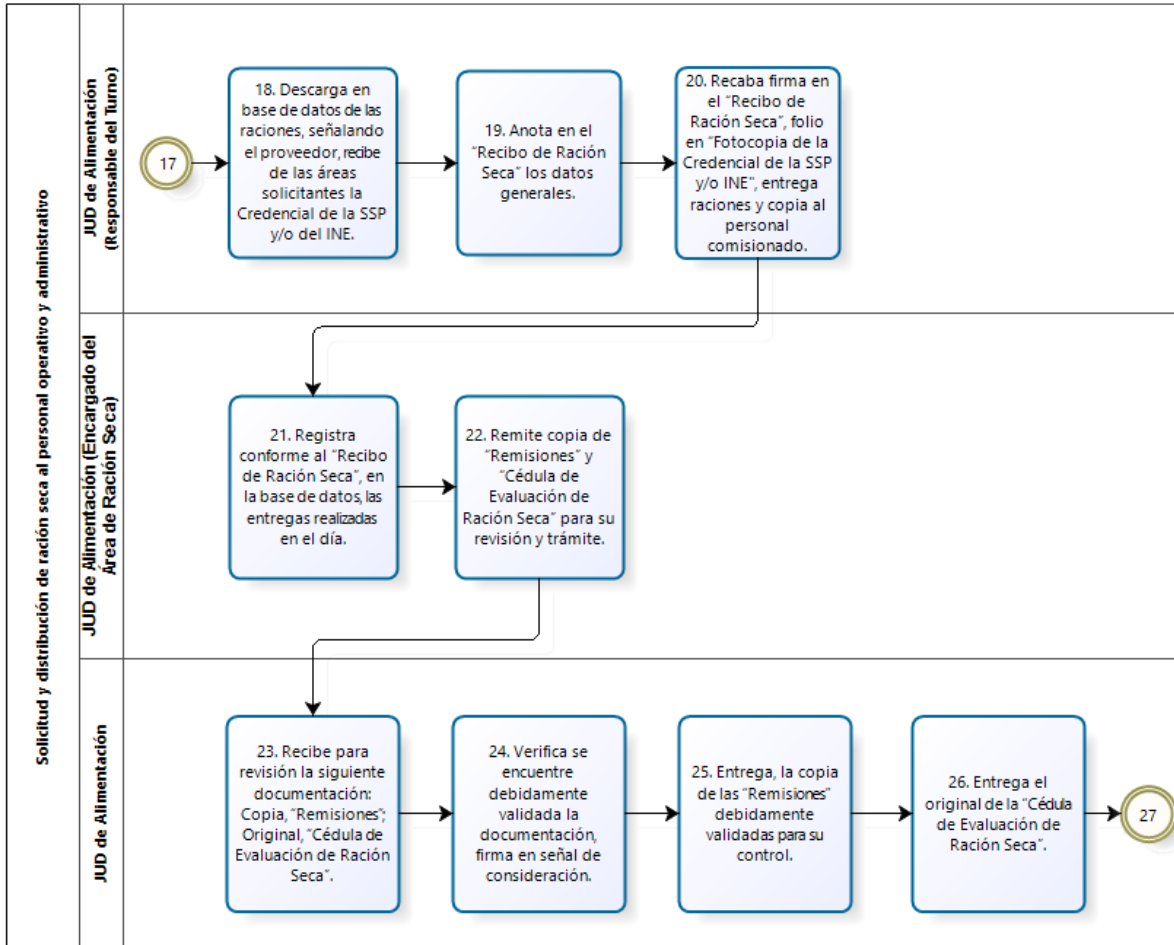 Solicitud y distribución de ración seca al personal operativo y administrativo
JUD de Alimentación
(Responsable del Turno)
17
18. Descarga en
base de datos de las
raciones, señalando
el proveedor, recibe
de las áreas
solicitantes la
Credencial de la SSP
y/o del INE.
19. Anota en el
“Recibo de Ración
Seca” los datos
generales.
20. Recaba firma en
el “Recibo de
Ración Seca”, folio
en “Fotocopia de la
Credencial de la SSP
y/o INE”, entrega
raciones y copia al
personal
comisionado.
JUD de Alimentación (Encargado del
Área de Ración Seca)
21. Registra
conforme al “Recibo
de Ración Seca”, en
la base de datos, las
entregas realizadas
en el día.
22. Remite copia de
“Remisiones” y
“Cédula de
Evaluación de
Ración Seca” para su
revisión y trámite.
JUD de Alimentación
23. Recibe para
revisión la siguiente
documentación:
Copia, “Remisiones”;
Original, “Cédula de
Evaluación de Ración
Seca”.
24. Verifica se
encuentre
debidamente
validada la
documentación,
firma en señal de
consideración.
25. Entrega, la copia
de las “Remisiones”
debidamente
validadas para su
control.
26. Entrega el
original de la “Cédula
de Evaluación de
Ración Seca”.
27